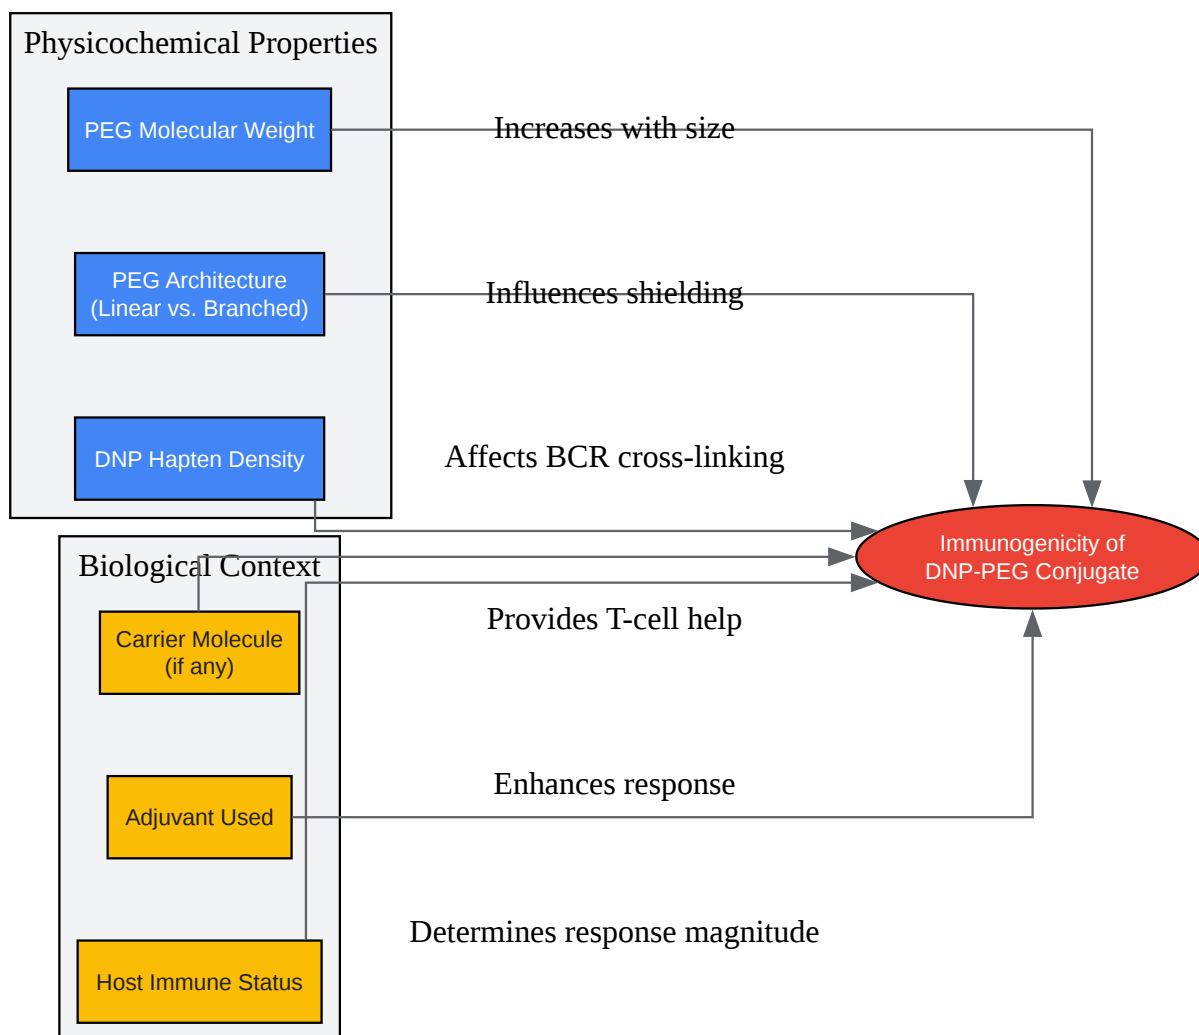 Physicochemical Properties
PEG Molecular Weight
Increases with size
PEG Architecture
(Linear vs. Branched)
Influences shielding
DNP Hapten Density
Affects BCR cross-linking
Immunogenicity of
DNP-PEG Conjugate
Biological Context
Carrier Molecule
(if any)
Provides T-cell help
Adjuvant Used
Enhances response
Host Immune Status
Determines response magnitude